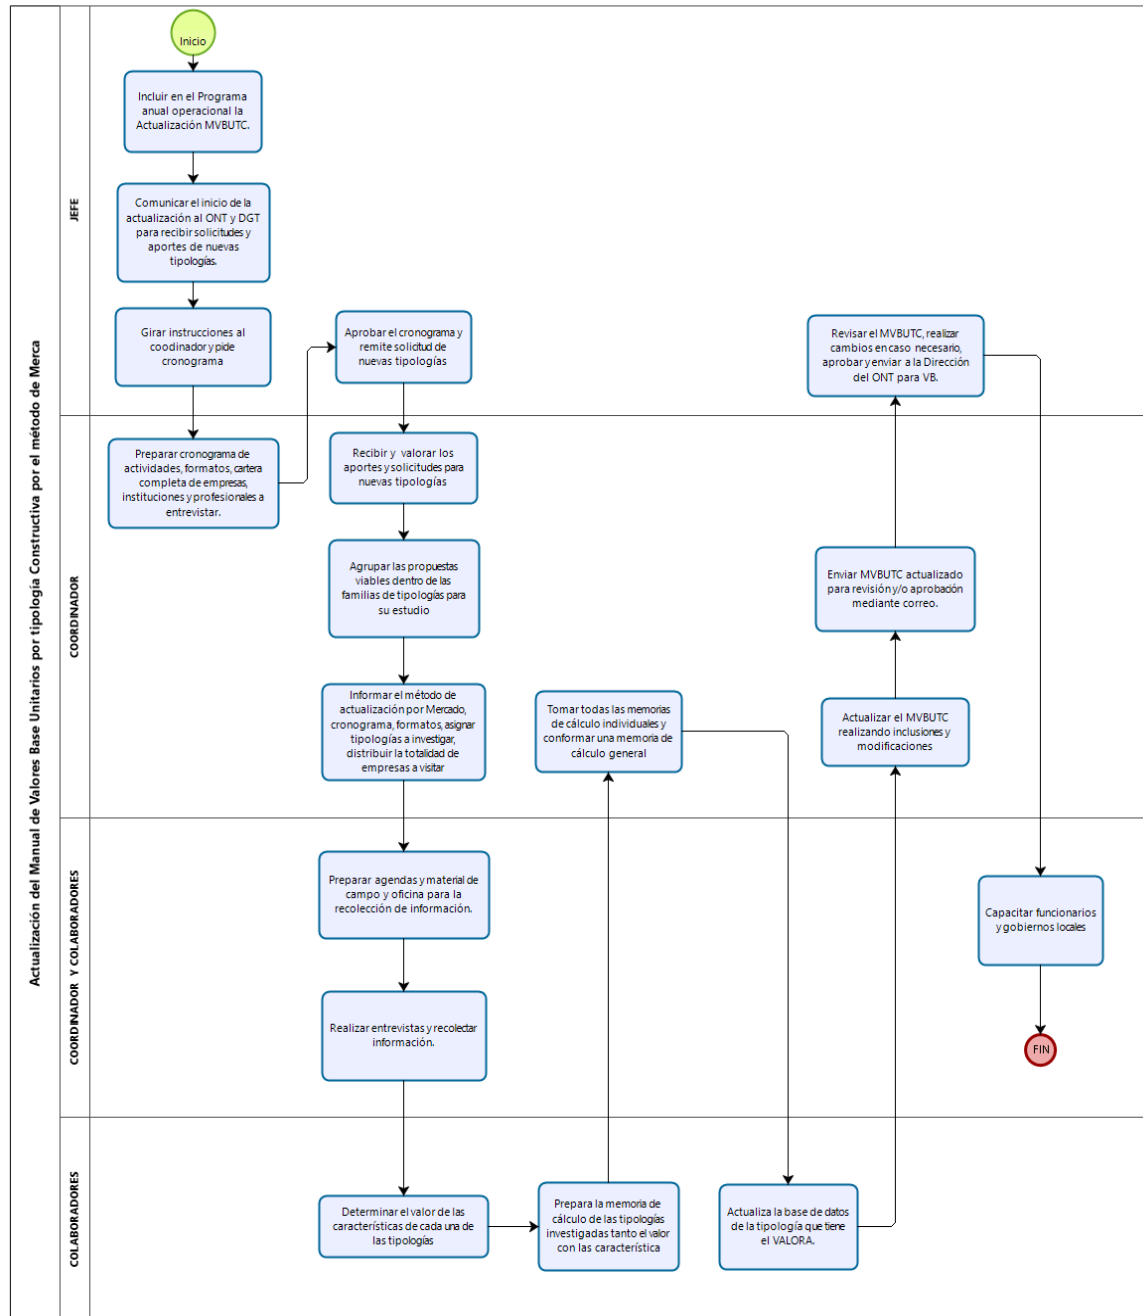 Actualización del Manual de Valores Base Unitarios por tipología Constructiva por el método de Merca
JEFE
Inicio
Incluir en el Programa
anual operacional la
Actualización MVBUTC.
Comunicar el inicio de la
actualización al ONT y DGT
para recibir solicitudes y
aportes de nuevas
tipologías.
Girar instrucciones al
coodinador y pide
cronograma
Aprobar el cronograma y
remite solicitud de
nuevas tipologías
Revisar el MVBUTC, realizar
cambios en caso necesario,
aprobar y enviar a la Dirección
del ONT para VB.
COORDINADOR
Preparar cronograma de
actividades, formatos, cartera
completa de empresas,
instituciones y profesionales a
entrevistar.
Recibir y valorar los
aportes y solicitudes para
nuevas tipologías
Agrupar las propuestas
viables dentro de las
familias de tipologías para
su estudio
Informar el método de
actualización por Mercado,
cronograma, formatos, asignar
tipologías a investigar,
distribuir la totalidad de
empresas a visitar
Tomar todas las memorias
de cálculo individuales y
conformar una memoria de
cálculo general
Enviar MVBUTC actualizado
para revisión y/o aprobación
mediante correo.
Actualizar el MVBUTC
realizando inclusiones y
modificaciones
COORDINADOR Y COLABORADORES
Preparar agendas y material de
campo y oficina para la
recolección de información.
Realizar entrevistas y recolectar
información.
Capacitar funcionarios
y gobiernos locales
FIN
COLABORADORES
Determinar el valor de las
características de cada una de
las tipologías
Prepara la memoria de
cálculo de las tipologías
investigadas tanto el valor
con las característica
Actualiza la base de datos
de la tipología que tiene
el VALORA.